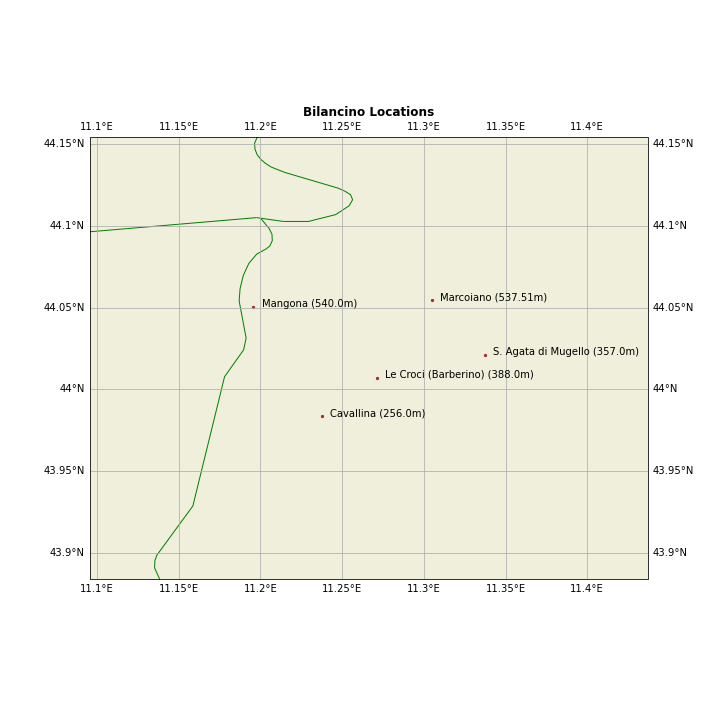 Bilancino Locations
11.1°E 11.15°E 11.2°E 11.25°E 11.3°E 11.35°E 11.4°E
44.15°N 44.15°N
44.1°N 44.1°N
Marcoiano (537.51m)
Mangona (540.0m)
44.05°N 44.05°N
S. Agata di Mugello (357.0m)
Le Croci (Barberino) (388.0m)
44°N 44°N
Cavallina (256.0m)
43.95°N 43.95°N
43.9°N 43.9°N
11.1°E 11.15°E 11.2°E 11.25°E 11.3°E 11.35°E 11.4°E